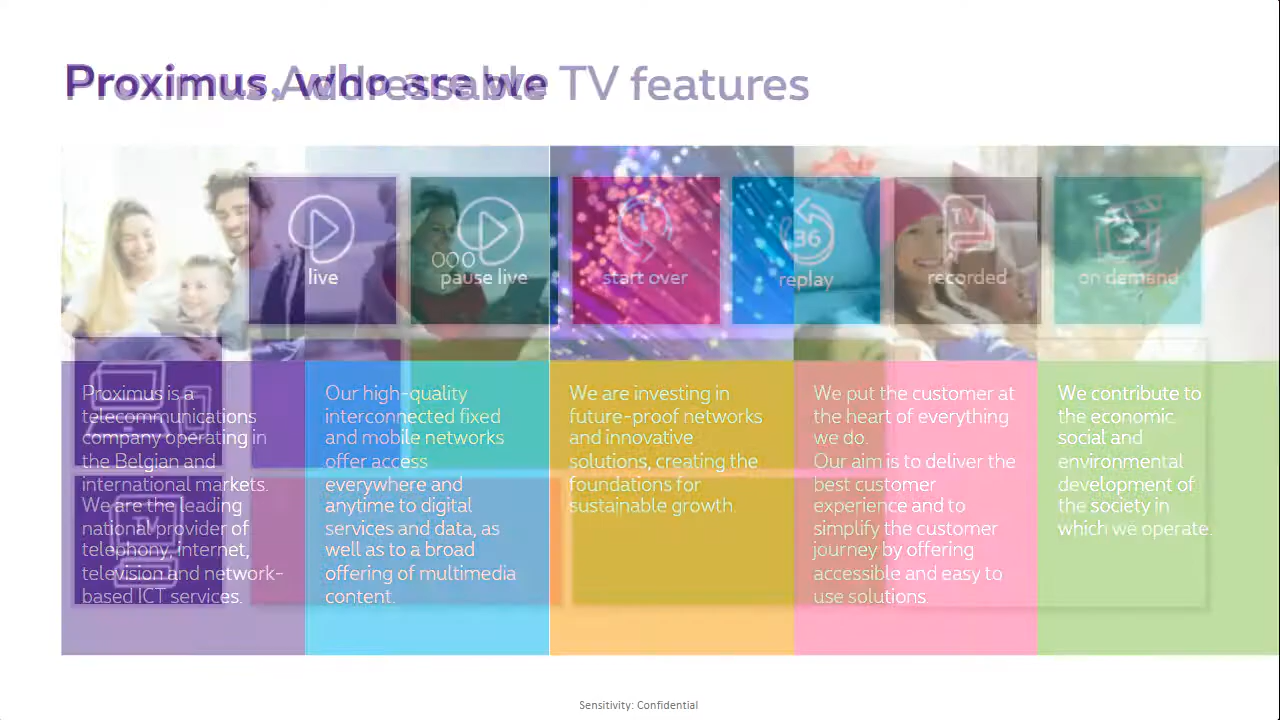 Proximus, who are we
Addressable TV features
live
pause live
start over
36
replay
TV
recorded
on demand
Proximus is a
telecommunications
company operating in
the Belgian and
international markets.
We are the leading
national provider of
telephony, internet,
television and network-
based ICT services.
TV
Our high-quality
interconnected fixed
and mobile networks
offer access
everywhere and
anytime to digital
services and data, as
well as to a broad
offering of multimedia
content.
We are investing in
future-proof networks
and innovative
solutions, creating the
foundations for
sustainable growth.
We put the customer at
the heart of everything
we do.
Our aim is to deliver the
best customer
experience and to
simplify the customer
journey by offering
accessible and easy to
use solutions
We contribute to
the economic
social and
environmental
development of
the society in
which we operate.
Sensitivity: Confidential